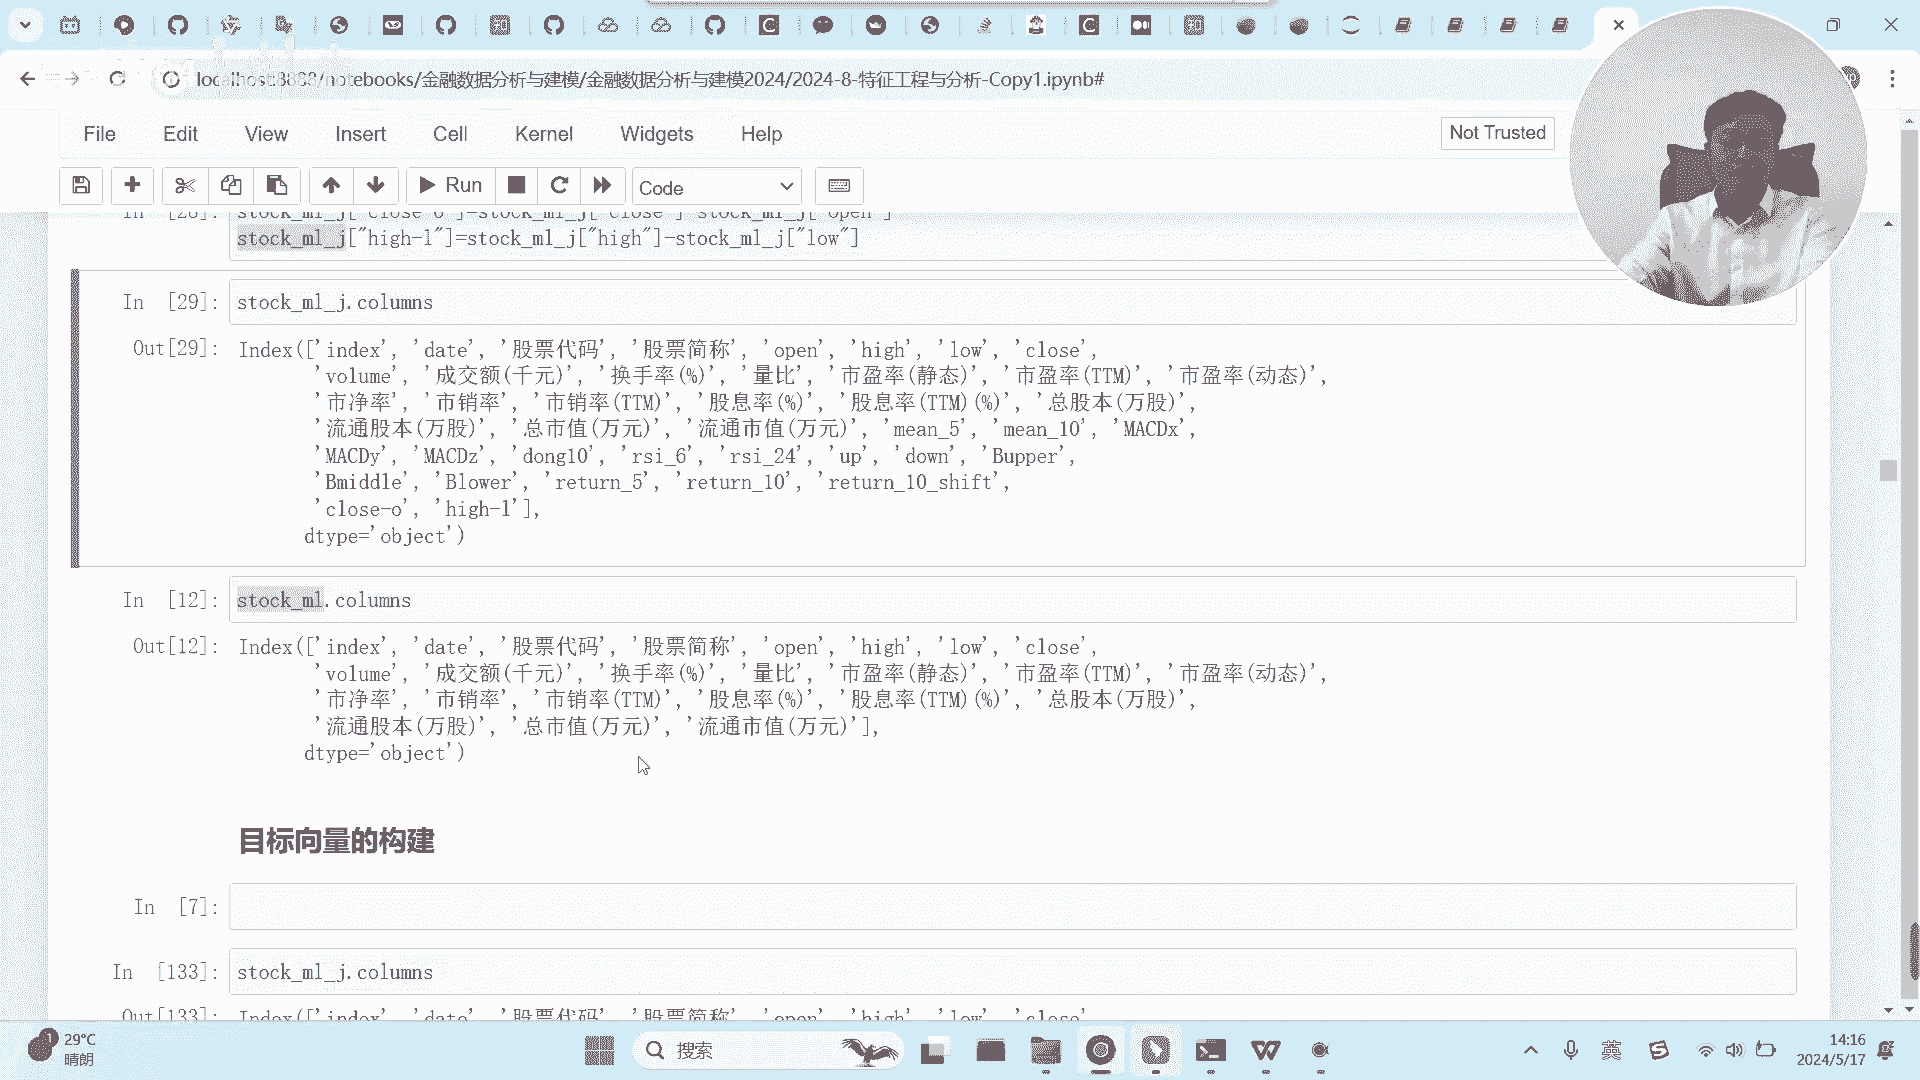 localhost:8888/notebooks/金融数据分析与建模/金融数据分析与建模2024/2024-8-特征工程与分析-Copy1.ipynb#
File Edit View Insert Cell Kernel Widgets Help
Not Trusted
Run Code
In [28]: stock_ml_j["close-o"]=stock_ml_j["close"]-stock_ml_j["open"]
stock_ml_j["high-l"]=stock_ml_j["high"]-stock_ml_j["low"]
In [29]: stock_ml_j.columns
Out[29]: Index(['index', 'date', '股票代码', '股票简称', 'open', 'high', 'low', 'close',
'volume', '成交额(千元)', '换手率(%)', '量比', '市盈率(静态)', '市盈率(TTM)', '市盈率(动态)',
'市净率', '市销率', '市销率(TTM)', '股息率(%)', '股息率(TTM)(%)', '总股本(万股)',
'流通股本(万股)', '总市值(万元)', '流通市值(万元)', 'mean_5', 'mean_10', 'MACDx',
'MACDy', 'MACDz', 'dong10', 'rsi_6', 'rsi_24', 'up', 'down', 'Bupper',
'Bmiddle', 'Blower', 'return_5', 'return_10', 'return_10_shift',
'close-o', 'high-l'],
dtype='object')
In [12]: stock_ml.columns
Out[12]: Index(['index', 'date', '股票代码', '股票简称', 'open', 'high', 'low', 'close',
'volume', '成交额(千元)', '换手率(%)', '量比', '市盈率(静态)', '市盈率(TTM)', '市盈率(动态)',
'市净率', '市销率', '市销率(TTM)', '股息率(%)', '股息率(TTM)(%)', '总股本(万股)',
'流通股本(万股)', '总市值(万元)', '流通市值(万元)'],
dtype='object')
目标向量的构建
In [7]:
In [133]: stock_ml_j.columns
Out[133]: Index(['index', 'date', '股票代码', '股票简称', 'open', 'high', 'low', 'close',
1
29°C
晴朗
搜索
英
14:16
2024/5/17